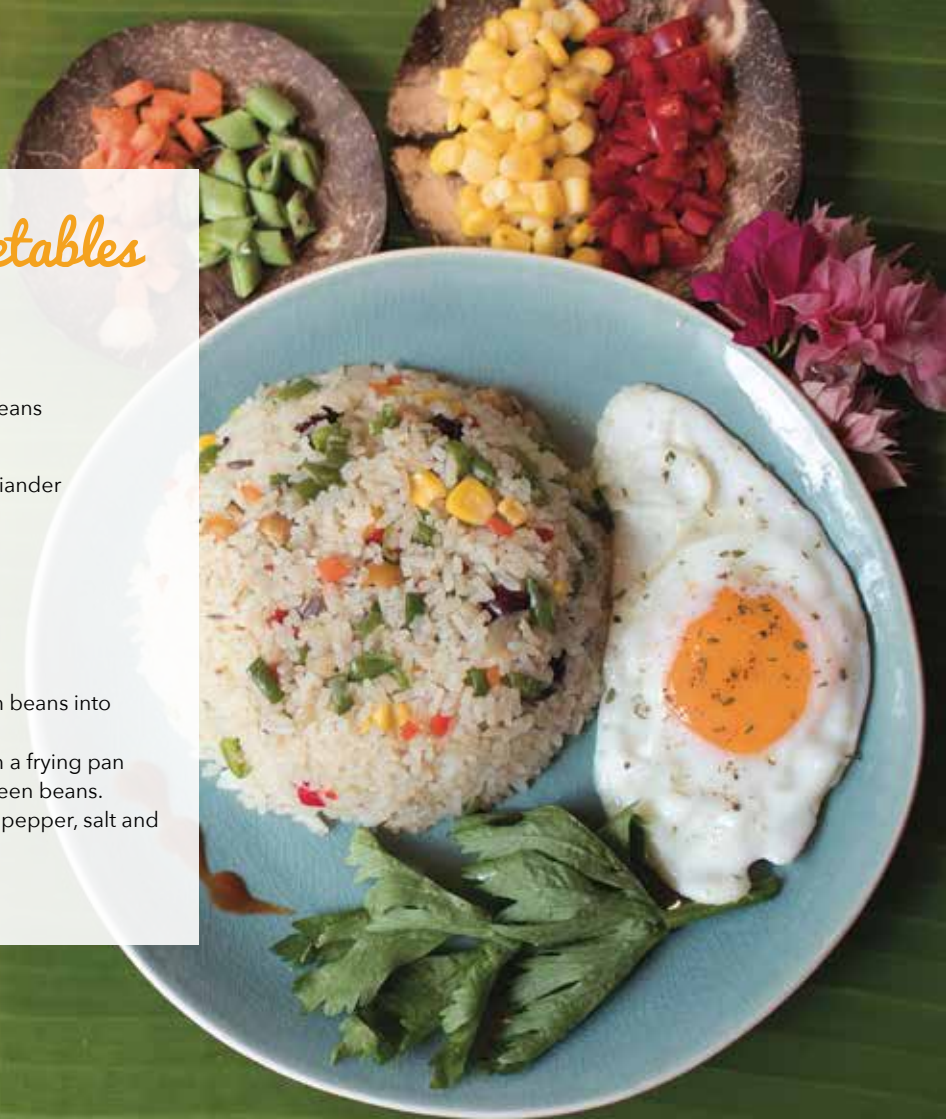 etables
eans
iander
n beans into
n a frying pan
een beans.
pepper, salt and